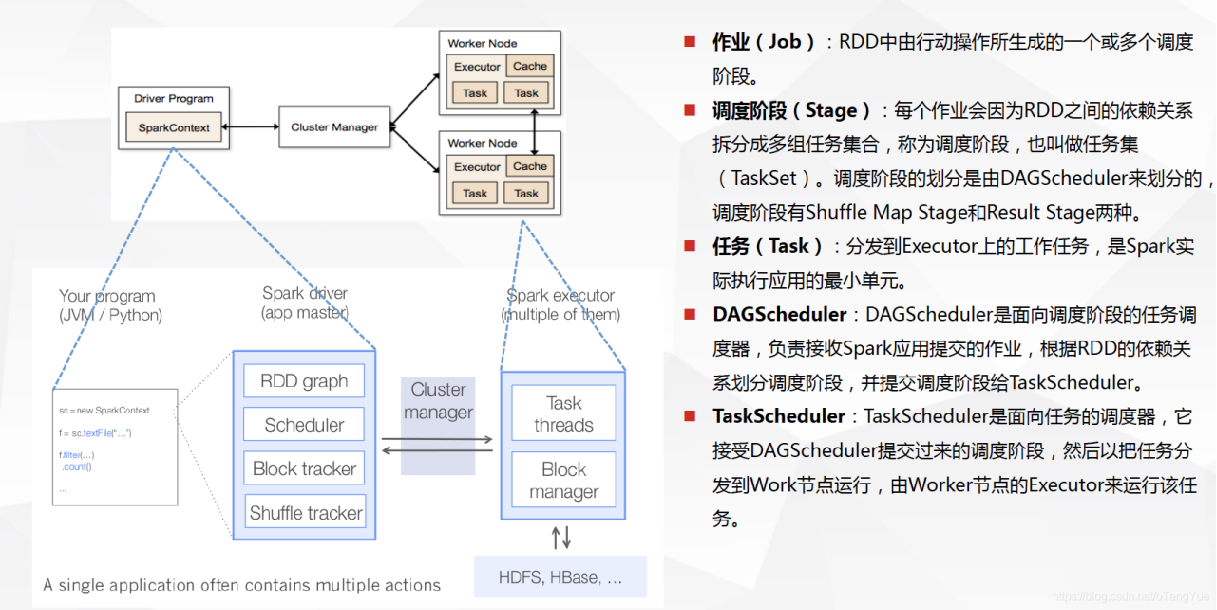 Worker Node
Executor
Cache
Task
Task
Driver Program
SparkContext
Cluster Manager
Worker Node
Executor
Cache
Task
Task
Your program
(JVM / Python)
Spark driver
(app master)
Spark executor
(multiple of them)
sc = new SparkContext
f = sc.textFile("…")
f.filter(…)
.count()
...
RDD graph
Scheduler
Block tracker
Shuffle tracker
Cluster
manager
Task
threads
Block
manager
HDFS, HBase, …
A single application often contains multiple actions
作业（Job）：RDD中由行动操作所生成的一个或多个调度
阶段。
调度阶段（Stage）：每个作业会因为RDD之间的依赖关系
拆分成多组任务集合，称为调度阶段，也叫做任务集
（TaskSet）。调度阶段的划分是由DAGScheduler来划分的，
调度阶段有Shuffle Map Stage和Result Stage两种。
任务（Task）：分发到Executor上的工作任务，是Spark实
际执行应用的最小单元。
DAGScheduler：DAGScheduler是面向调度阶段的任务调
度器，负责接收Spark应用提交的作业，根据RDD的依赖关
系划分调度阶段，并提交调度阶段给TaskScheduler。
TaskScheduler：TaskScheduler是面向任务的调度器，它
接受DAGScheduler提交过来的调度阶段，然后以把任务分
发到Work节点运行，由Worker节点的Executor来运行该任
务。
https://blog.csdn.net/oTengYue